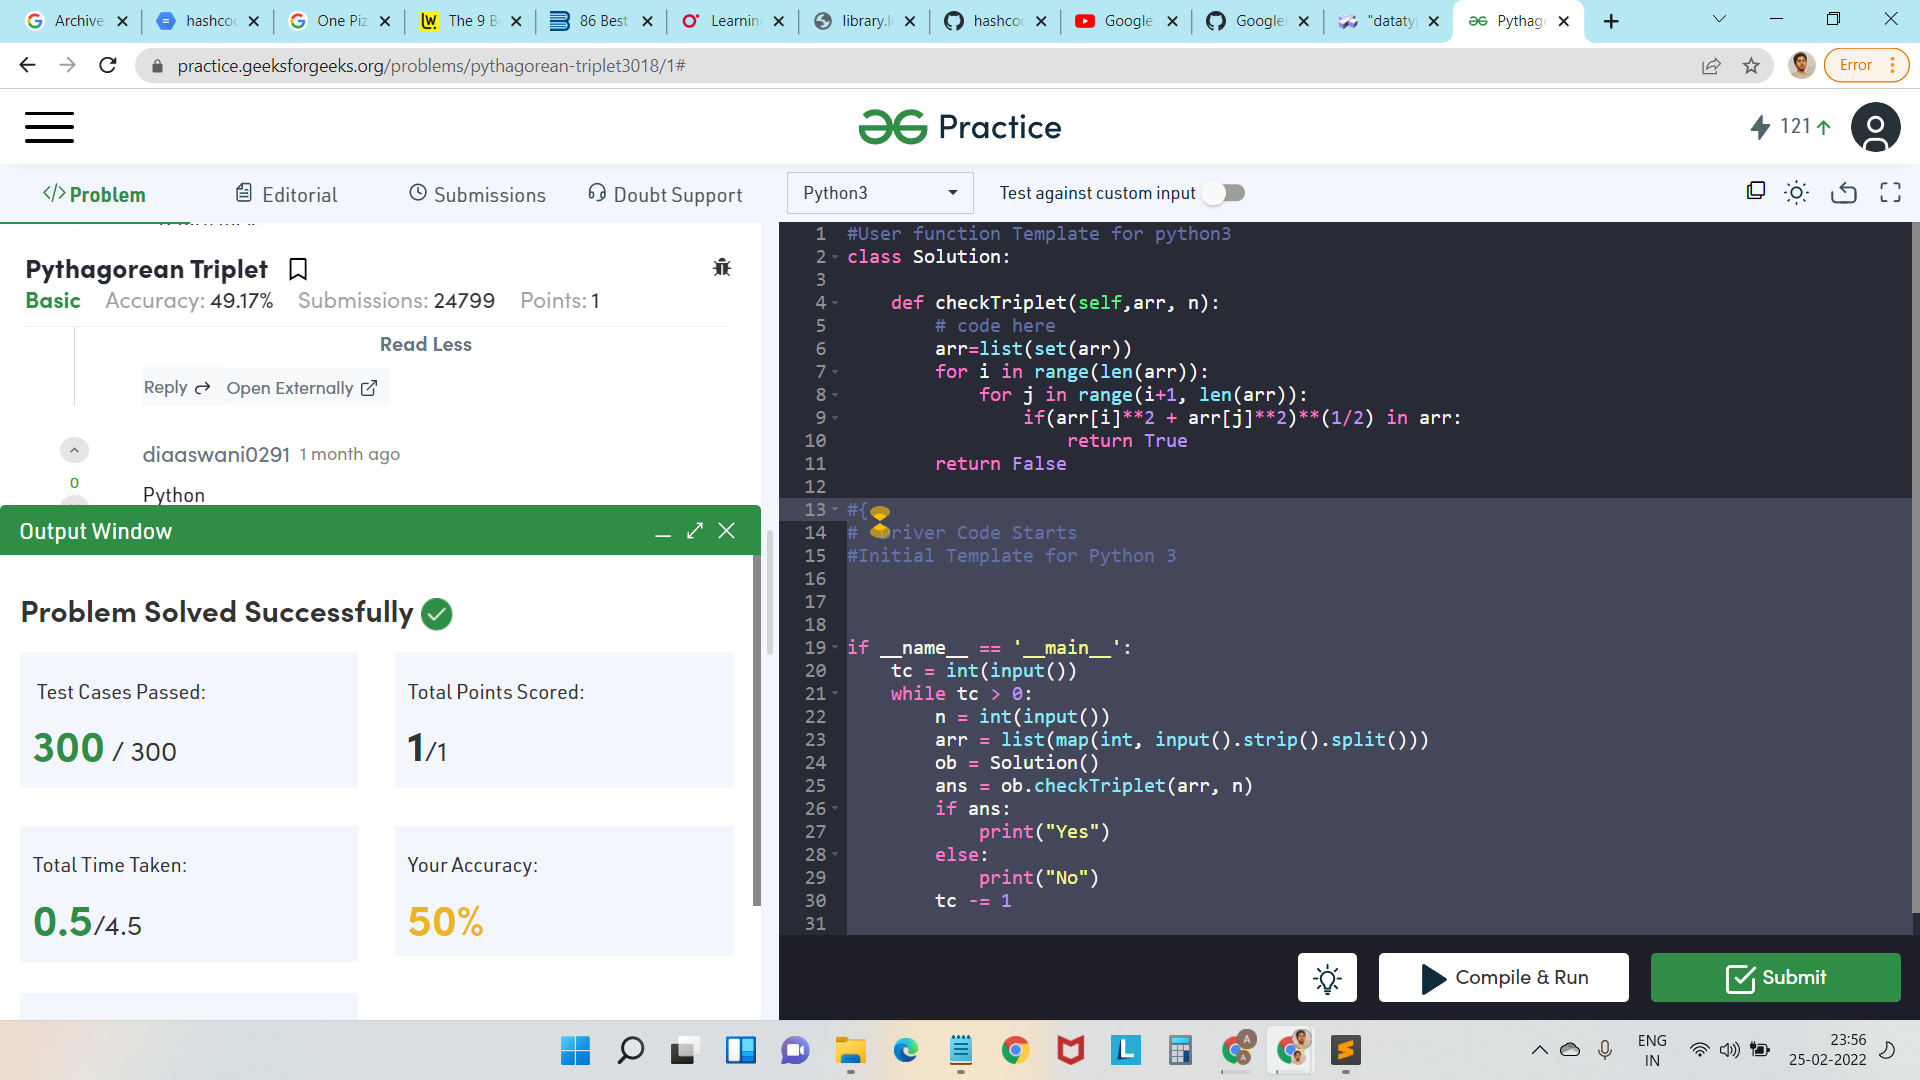 Archive
hashcoc
One Piz
The 9 B
86 Best
Learnin
library.l
hashcoc
Google
Googlel
"dataty
Pythag
practice.geeksforgeeks.org/problems/pythagorean-triplet3018/1#
Error
Practice
121
Problem
Editorial
Submissions
Doubt Support
Python3
Test against custom input
Pythagorean Triplet
Basic Accuracy: 49.17% Submissions: 24799 Points: 1
Read Less
Reply Open Externally
diaaswani0291 1 month ago
0
Python
Output Window
Problem Solved Successfully
Test Cases Passed:
300 / 300
Total Points Scored:
1/1
Total Time Taken:
0.5/4.5
Your Accuracy:
50%
1 #User function Template for python3
2 class Solution:
3
4 def checkTriplet(self,arr, n):
5 # code here
6 arr=list(set(arr))
7 for i in range(len(arr)):
8 for j in range(i+1, len(arr)):
9 if(arr[i]**2 + arr[j]**2)**(1/2) in arr:
10 return True
11 return False
12
13 #{
14 # Driver Code Starts
15 #Initial Template for Python 3
16
17
18
19 if __name__ == '__main__':
20 tc = int(input())
21 while tc > 0:
22 n = int(input())
23 arr = list(map(int, input().strip().split()))
24 ob = Solution()
25 ans = ob.checkTriplet(arr, n)
26 if ans:
27 print("Yes")
28 else:
29 print("No")
30 tc -= 1
31
Compile & Run
Submit
ENG
IN
23:56
25-02-2022